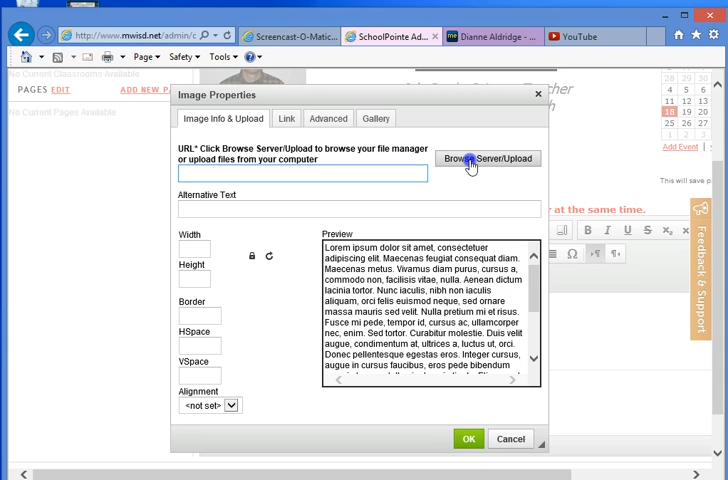 http://www.mwisd.net/admin/c
Screencast-O-Matic...
SchoolPointe Ad...
Dianne Aldridge - ...
YouTube
Page
Safety
Tools
No Current Classrooms Available
PAGES EDIT
ADD NEW PA
No Current Pages Available
Teacher
28 29 30
4 5 6
11 12 13
18 19 20
25 26 27
1 2 3
Add Event
This will save p
r at the same time.
B I U S x₂ x
Ω
Feedback & Support
Image Properties
Image Info & Upload
Link
Advanced
Gallery
URL* Click Browse Server/Upload to browse your file manager
or upload files from your computer
Browse Server/Upload
Alternative Text
Width
Height
Border
HSpace
VSpace
Alignment
<not set>
Preview
Lorem ipsum dolor sit amet, consectetuer
adipiscing elit. Maecenas feugiat consequat diam.
Maecenas metus. Vivamus diam purus, cursus a,
commodo non, facilisis vitae, nulla. Aenean dictum
lacinia tortor. Nunc iaculis, nibh non iaculis
aliquam, orci felis euismod neque, sed ornare
massa mauris sed velit. Nulla pretium mi et risus.
Fusce mi pede, tempor id, cursus ac, ullamcorper
nec, enim. Sed tortor. Curabitur molestie. Duis velit
augue, condimentum at, ultrices a, luctus ut, orci.
Donec pellentesque egestas eros. Integer cursus,
augue in cursus faucibus, eros pede bibendum
OK
Cancel